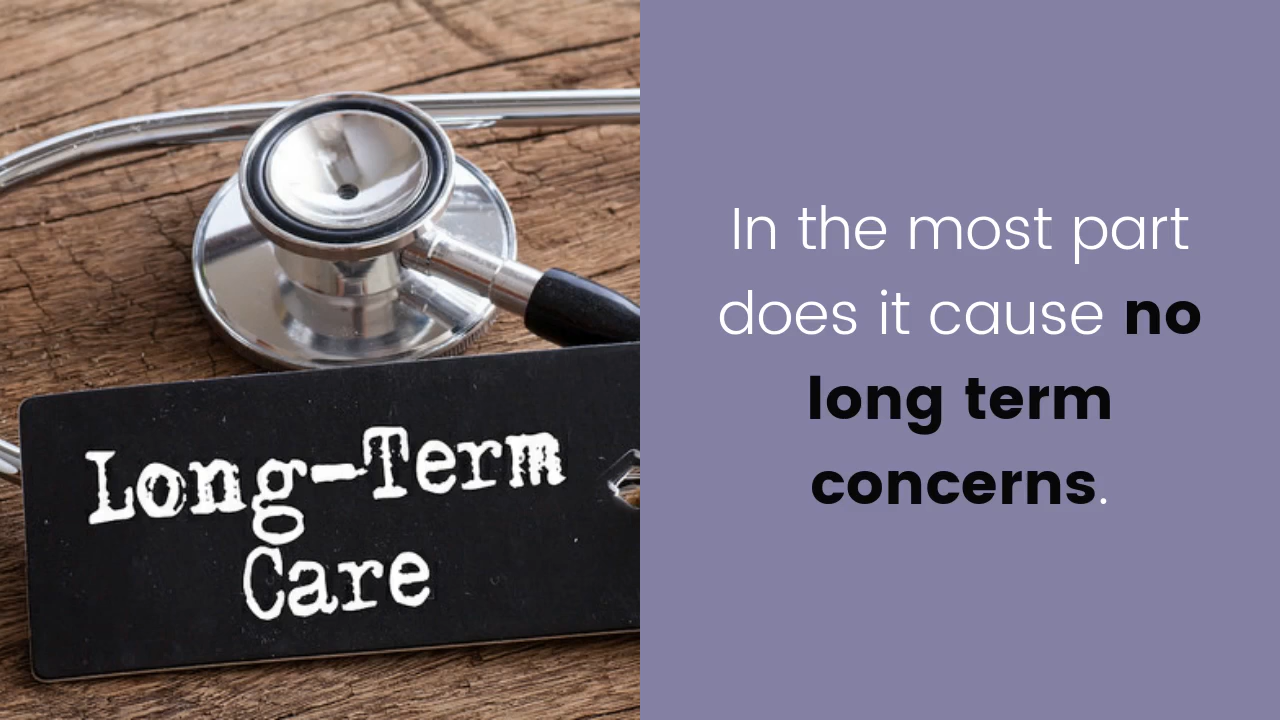 Long-Term
Care
In the most part
does it cause no
long term
concerns.